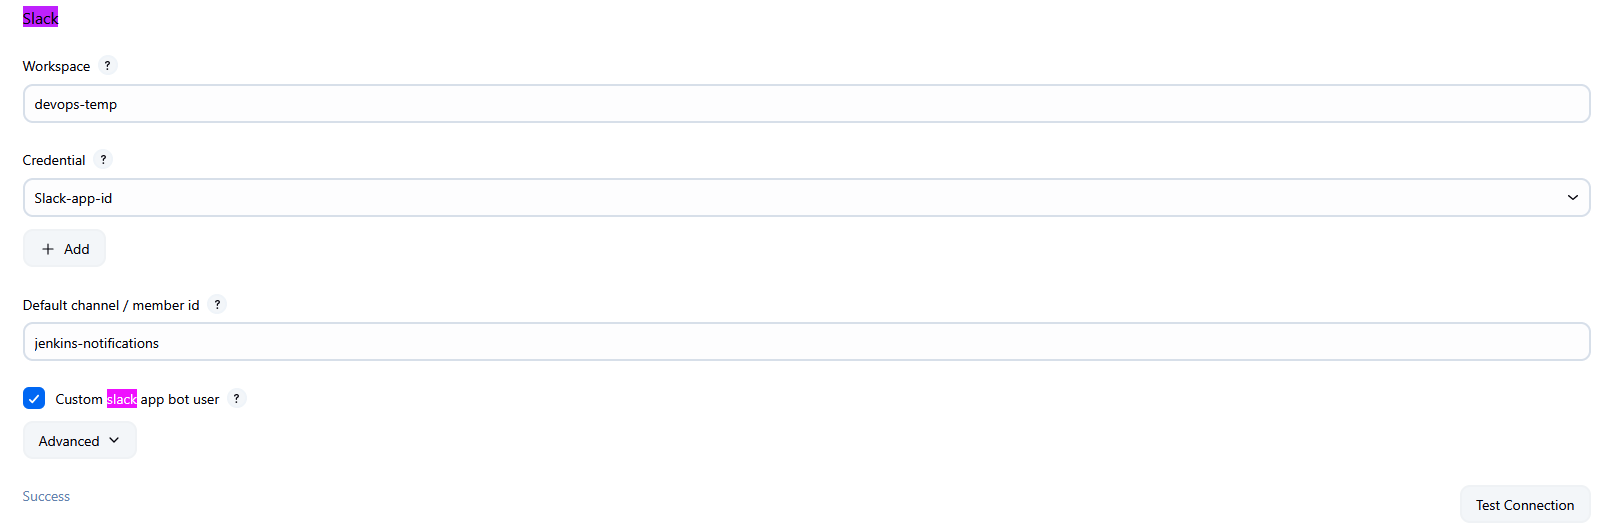 Slack
Workspace ?
devops-temp
Credential ?
Slack-app-id
+ Add
Default channel / member id ?
jenkins-notifications
Custom slack app bot user ?
Advanced
Success
Test Connection